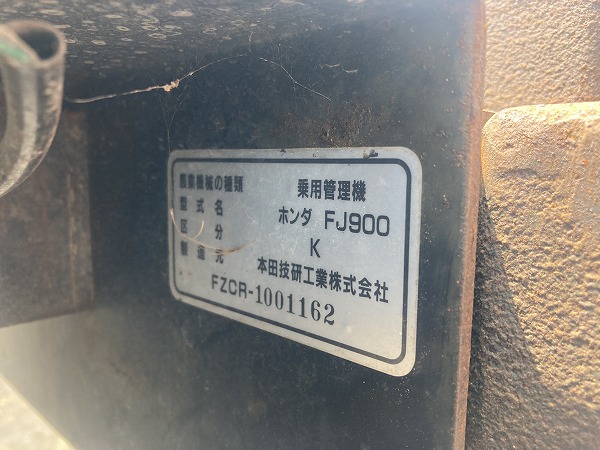 農業機械の種類 乗用管理機
型式名 ホンダ FJ900
区分 K
製造元 本田技研工業株式会社
FZCR-1001162